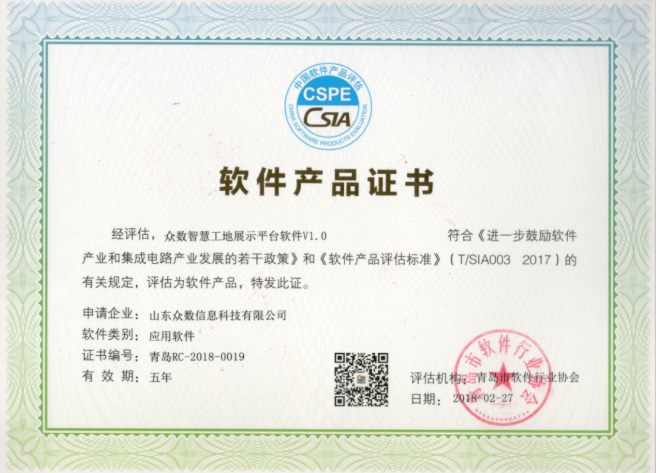 中国软件产品评估
CSPE
CSIA
CHINA SOFTWARE PRODUCTS EVALUATION
软件产品证书
经评估，众数智慧工地展示平台软件V1.0 符合《进一步鼓励软件
产业和集成电路产业发展的若干政策》和《软件产品评估标准》（T/SIA003 2017）的
有关规定，评估为软件产品，特发此证。
申请企业：山东众数信息科技有限公司
软件类别：应用软件
证书编号：青岛RC-2018-0019
有 效 期：五年
评估机构：青岛市软件行业协会
日期：2018-02-27
青岛市软件行业协会